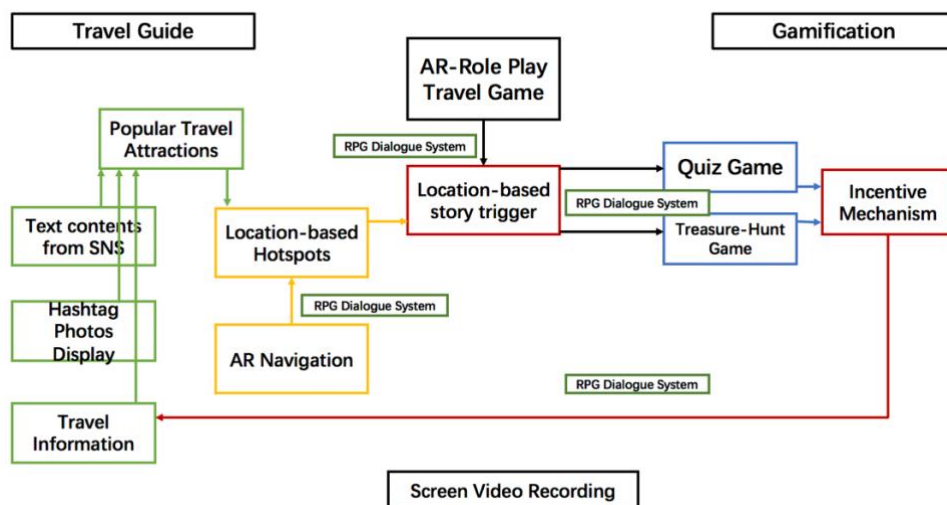 Travel Guide
Gamification
AR-Role Play
Travel Game
Popular Travel
Attractions
RPG Dialogue System
Quiz Game
Location-based
story trigger
RPG Dialogue System
Incentive
Mechanism
Text contents
from SNS
Location-based
Hotspots
Treasure-Hunt
Game
Hashtag
Photos
Display
RPG Dialogue System
AR Navigation
RPG Dialogue System
Travel
Information
Screen Video Recording